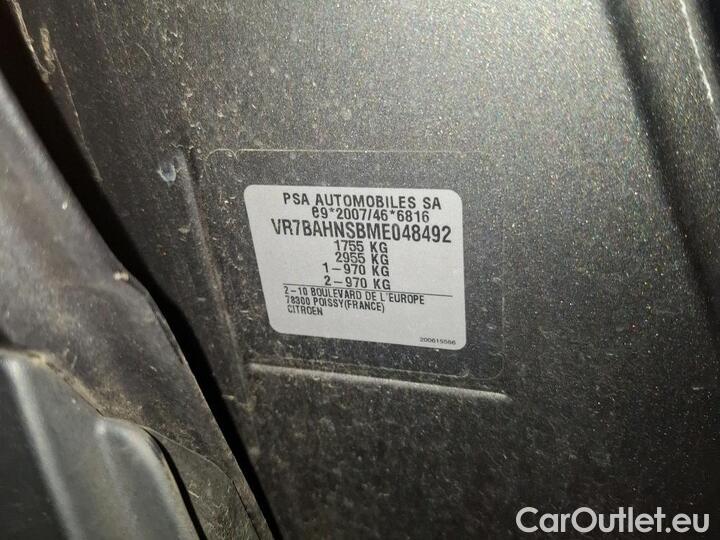 PSA AUTOMOBILES SA
e9*2007/46*6816
VR7BAHNSBME048492
1755 KG
2955 KG
1-970 KG
2-970 KG
2-10 BOULEVARD DE L'EUROPE
78300 POISSY(FRANCE)
CITROEN
200615566
CarOutlet.eu